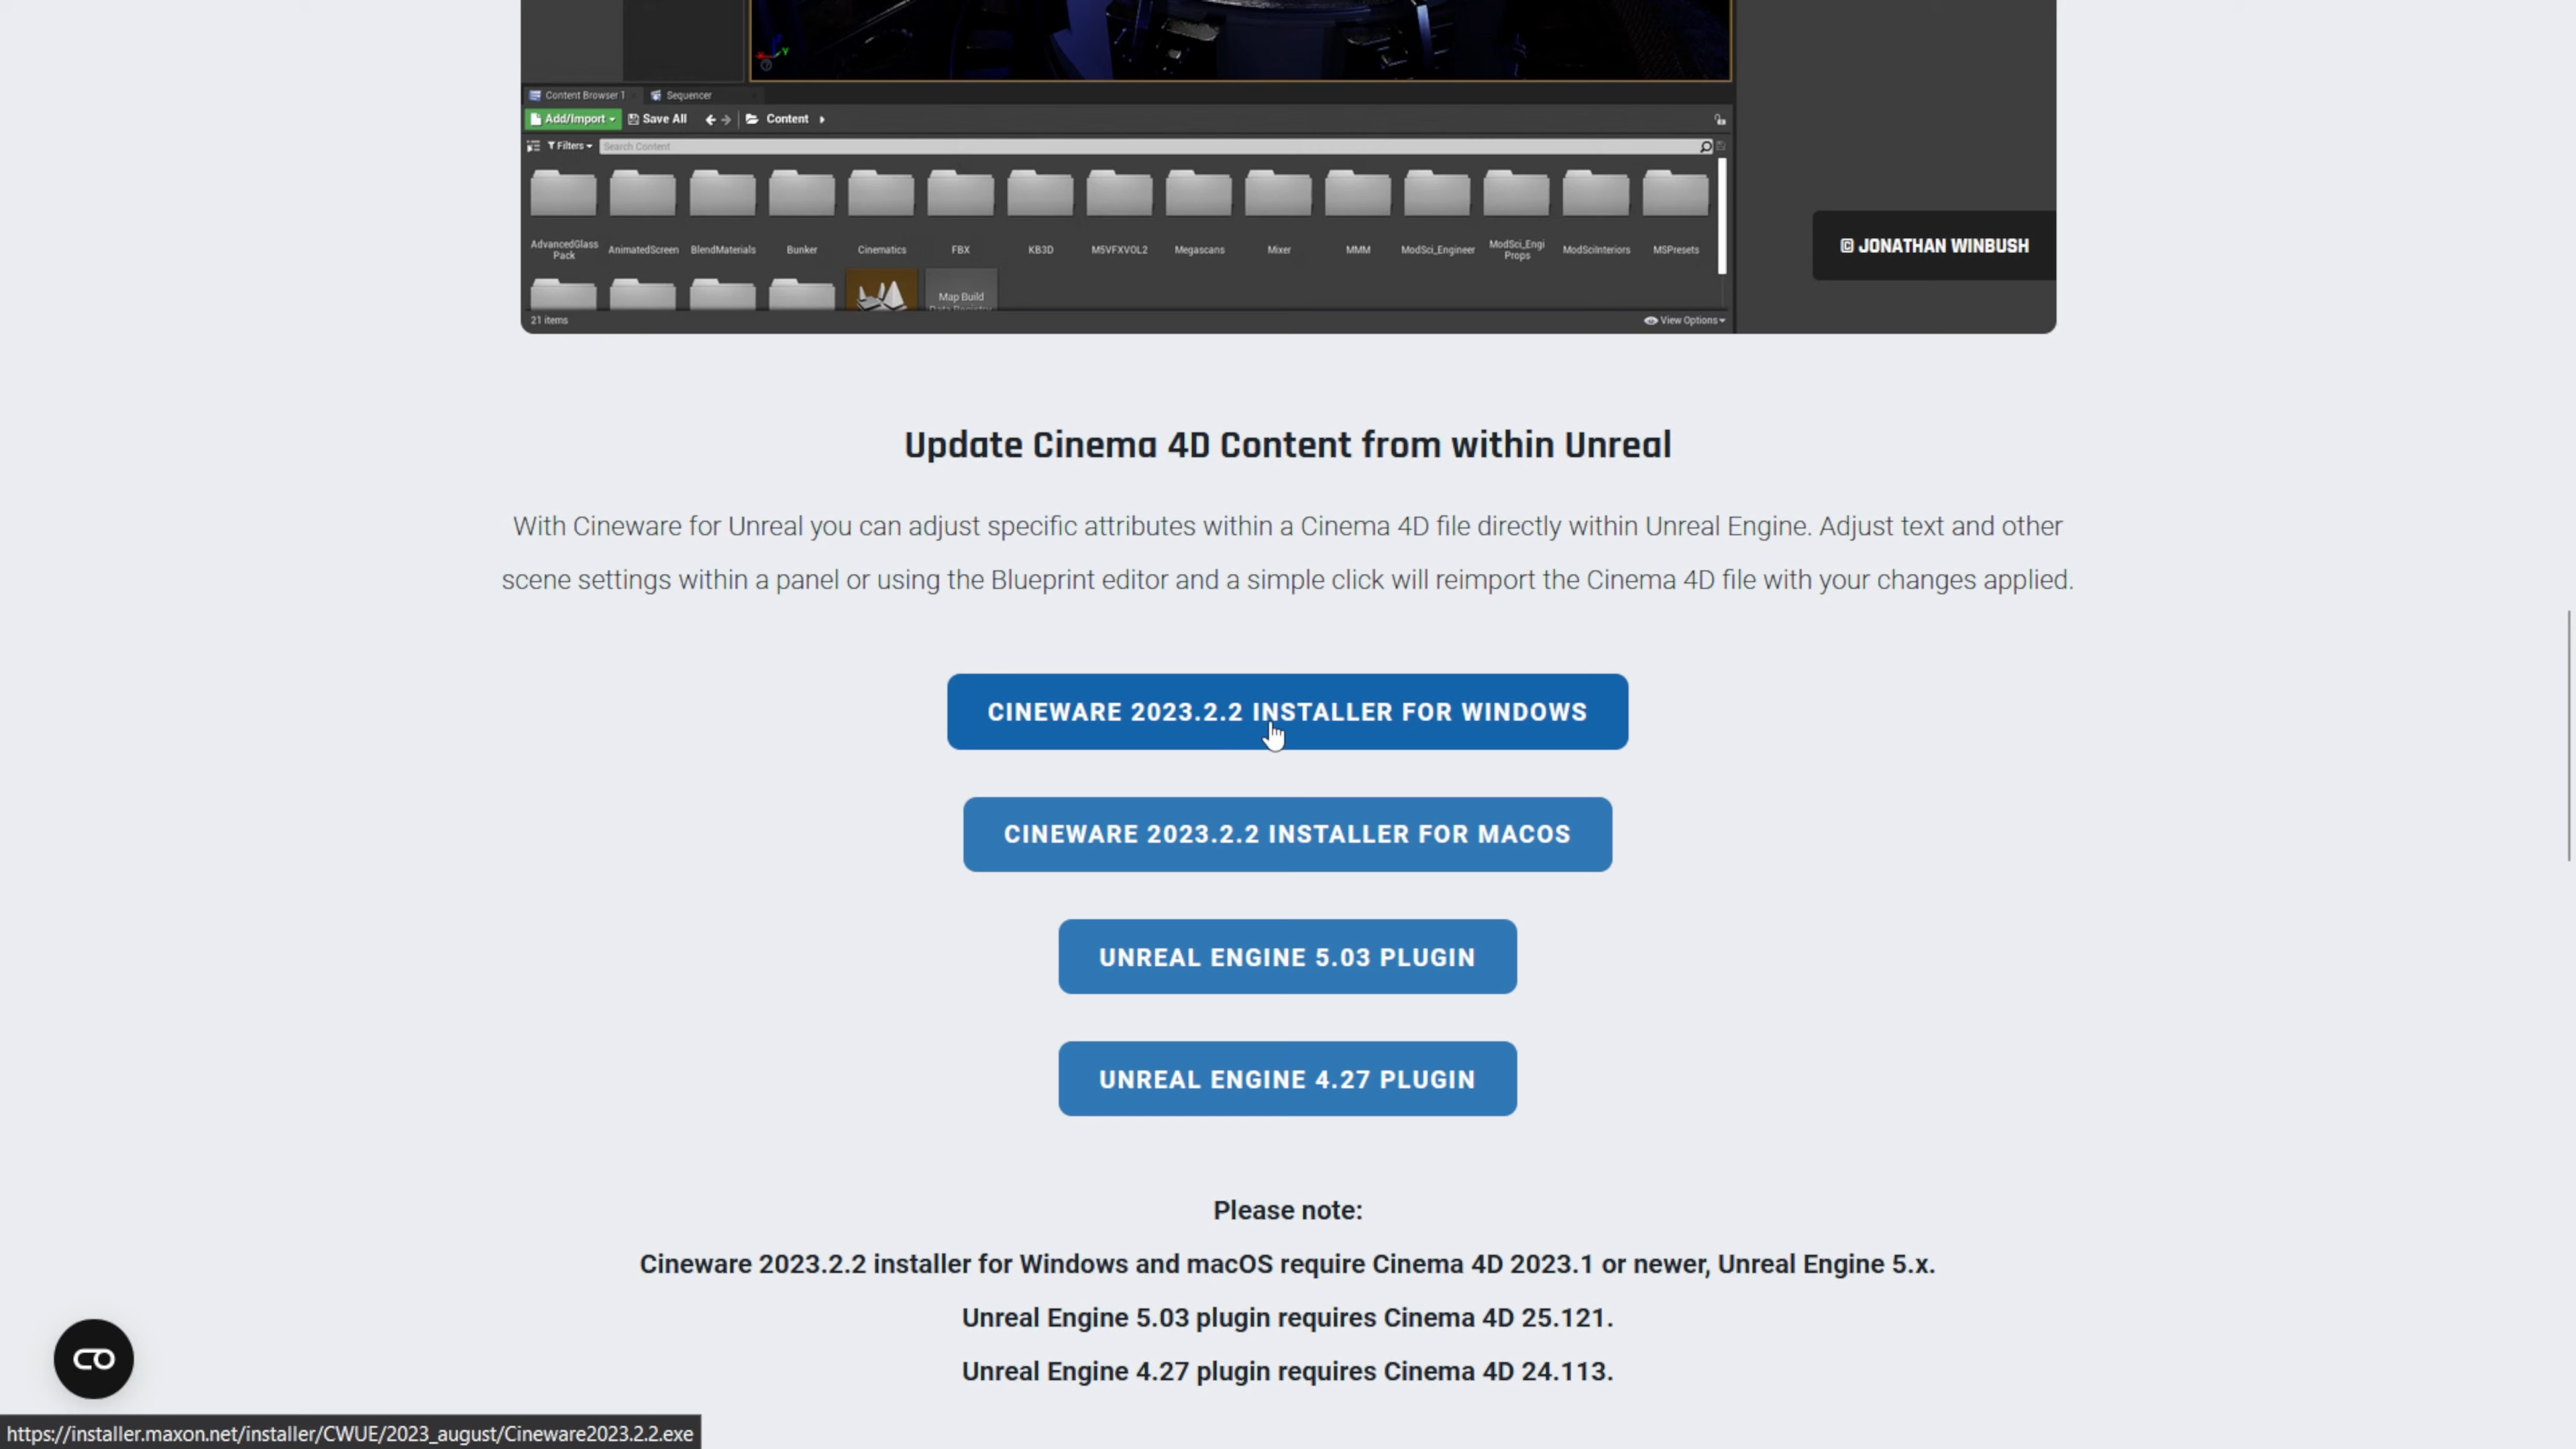 Content Browser 1
Sequencer
Add/Import
Save All
Content
Filters
Search Content
AdvancedGlass
Pack
AnimatedScreen
BlendMaterials
Bunker
Cinematics
FBX
KB3D
MSVFXVOL2
Megascans
Mixer
MMM
ModSci_Engineer
ModSci_Engi
Props
ModSciInteriors
MSPresets
Map Build
Data Registry
21 items
View Options
© JONATHAN WINBUSH
Update Cinema 4D Content from within Unreal
With Cineware for Unreal you can adjust specific attributes within a Cinema 4D file directly within Unreal Engine. Adjust text and other
scene settings within a panel or using the Blueprint editor and a simple click will reimport the Cinema 4D file with your changes applied.
CINEWARE 2023.2.2 INSTALLER FOR WINDOWS
CINEWARE 2023.2.2 INSTALLER FOR MACOS
UNREAL ENGINE 5.03 PLUGIN
UNREAL ENGINE 4.27 PLUGIN
Please note:
Cineware 2023.2.2 installer for Windows and macOS require Cinema 4D 2023.1 or newer, Unreal Engine 5.x.
Unreal Engine 5.03 plugin requires Cinema 4D 25.121.
Unreal Engine 4.27 plugin requires Cinema 4D 24.113.
https://installer.maxon.net/installer/CWUE/2023_august/Cineware2023.2.2.exe